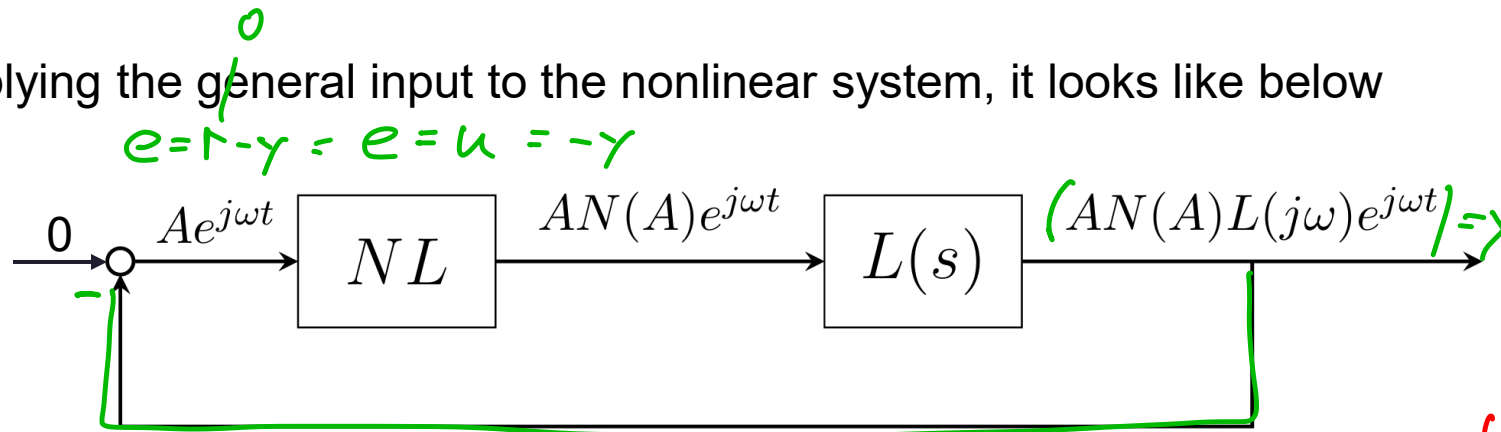 0
plying the general input to the nonlinear system, it looks like below
e=r-y = e=u=-y
0 Ae^{jωt} NL AN(A)e^{jωt} L(s) (AN(A)L(jω)e^{jωt})=y
-